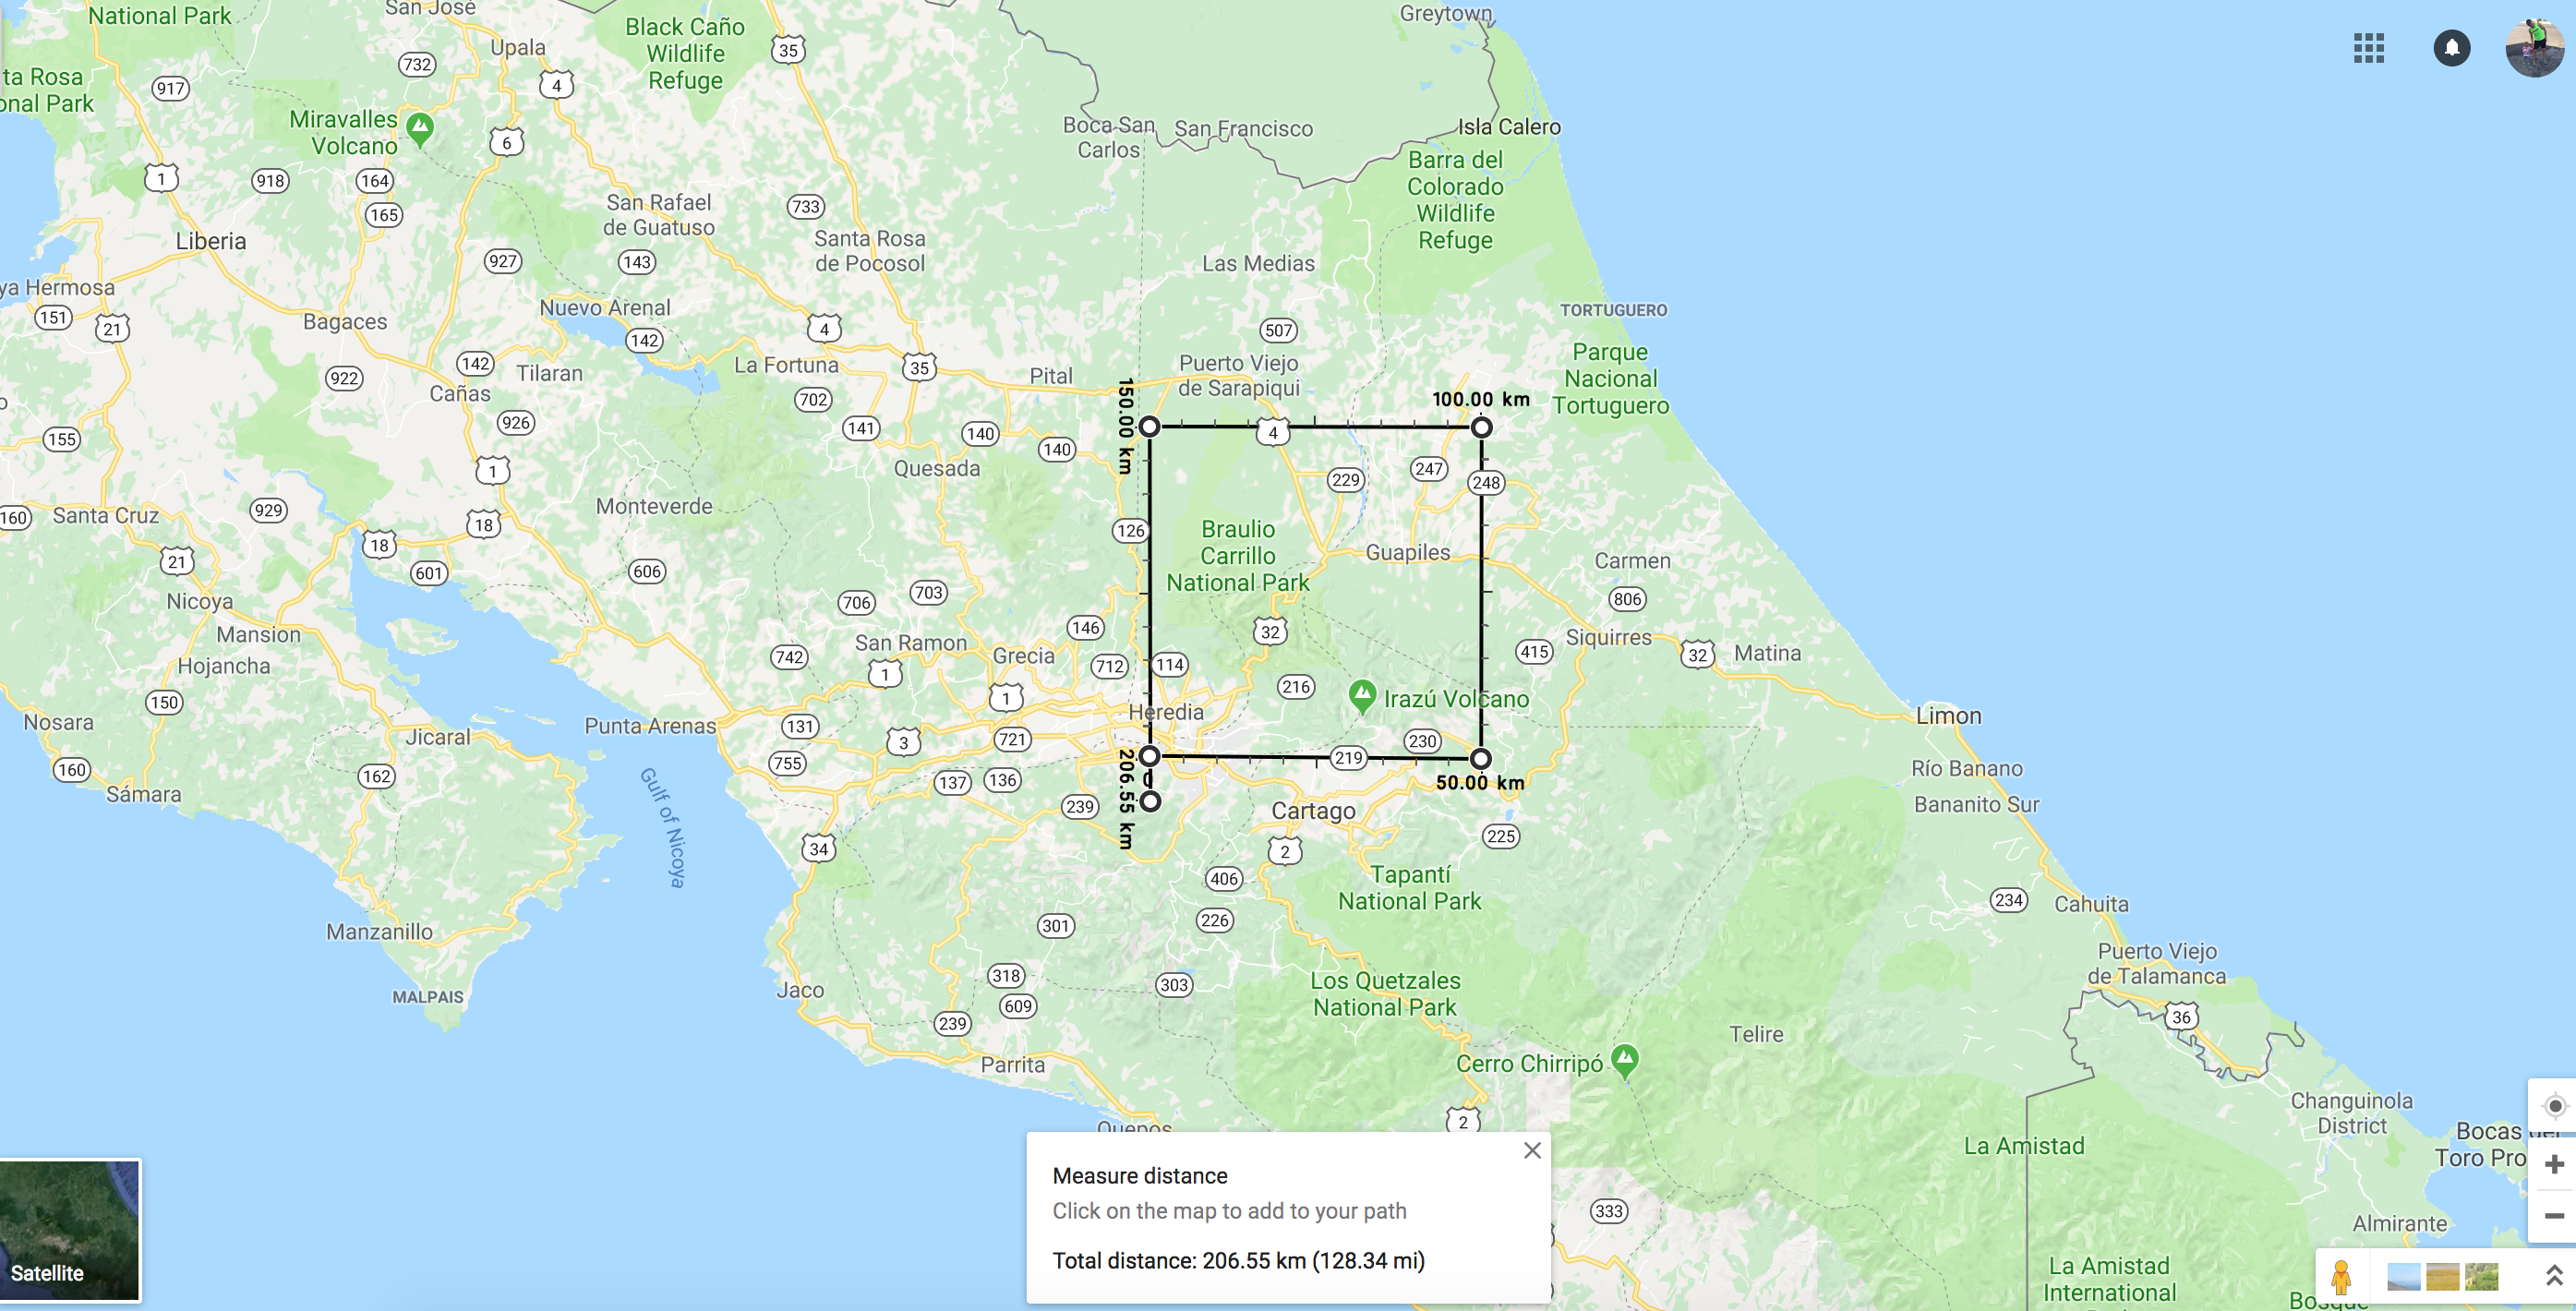 National Park
San José
Upala
Black Caño
Wildlife
Refuge
35
Greytown
732
4
ta Rosa
onal Park
917
Miravalles
Volcano
6
Boca San
Carlos
San Francisco
Isla Calero
Barra del
Colorado
Wildlife
Refuge
1
918
164
165
San Rafael
de Guatuso
733
Santa Rosa
de Pocosol
Liberia
927
143
Las Medias
ya Hermosa
151
21
Bagaces
Nuevo Arenal
142
4
507
TORTUGUERO
Parque
Nacional
Tortuguero
922
142
Tilaran
Cañas
La Fortuna
35
Pital
Puerto Viejo
de Sarapiqui
702
926
141
140
140
150.00 km
100.00 km
4
155
1
Quesada
229
247
248
160
Santa Cruz
929
18
18
Monteverde
126
Braulio
Carrillo
National Park
Guapiles
Carmen
21
601
606
806
Nicoya
706
703
Mansion
Hojancha
742
San Ramon
1
Grecia
146
712
114
32
415
Siquirres
32
Matina
150
Nosara
1
216
Irazú Volcano
Heredia
Limon
Punta Arenas
131
3
721
Jicaral
755
230
219
160
162
Sámara
137
136
239
206.55 km
0
50.00 km
Río Banano
Bananito Sur
Cartago
Gulf of Nicoya
34
2
225
406
Tapantí
National Park
234
Cahuita
Manzanillo
301
226
Puerto Viejo
de Talamanca
318
303
Los Quetzales
National Park
MALPAIS
Jaco
609
239
36
Telire
Parrita
Cerro Chirripó
2
Changuinola
District
Quepos
Bocas del
Toro Pro
La Amistad
Measure distance
Click on the map to add to your path
Total distance: 206.55 km (128.34 mi)
333
Almirante
La Amistad
International
Satellite
Bosque